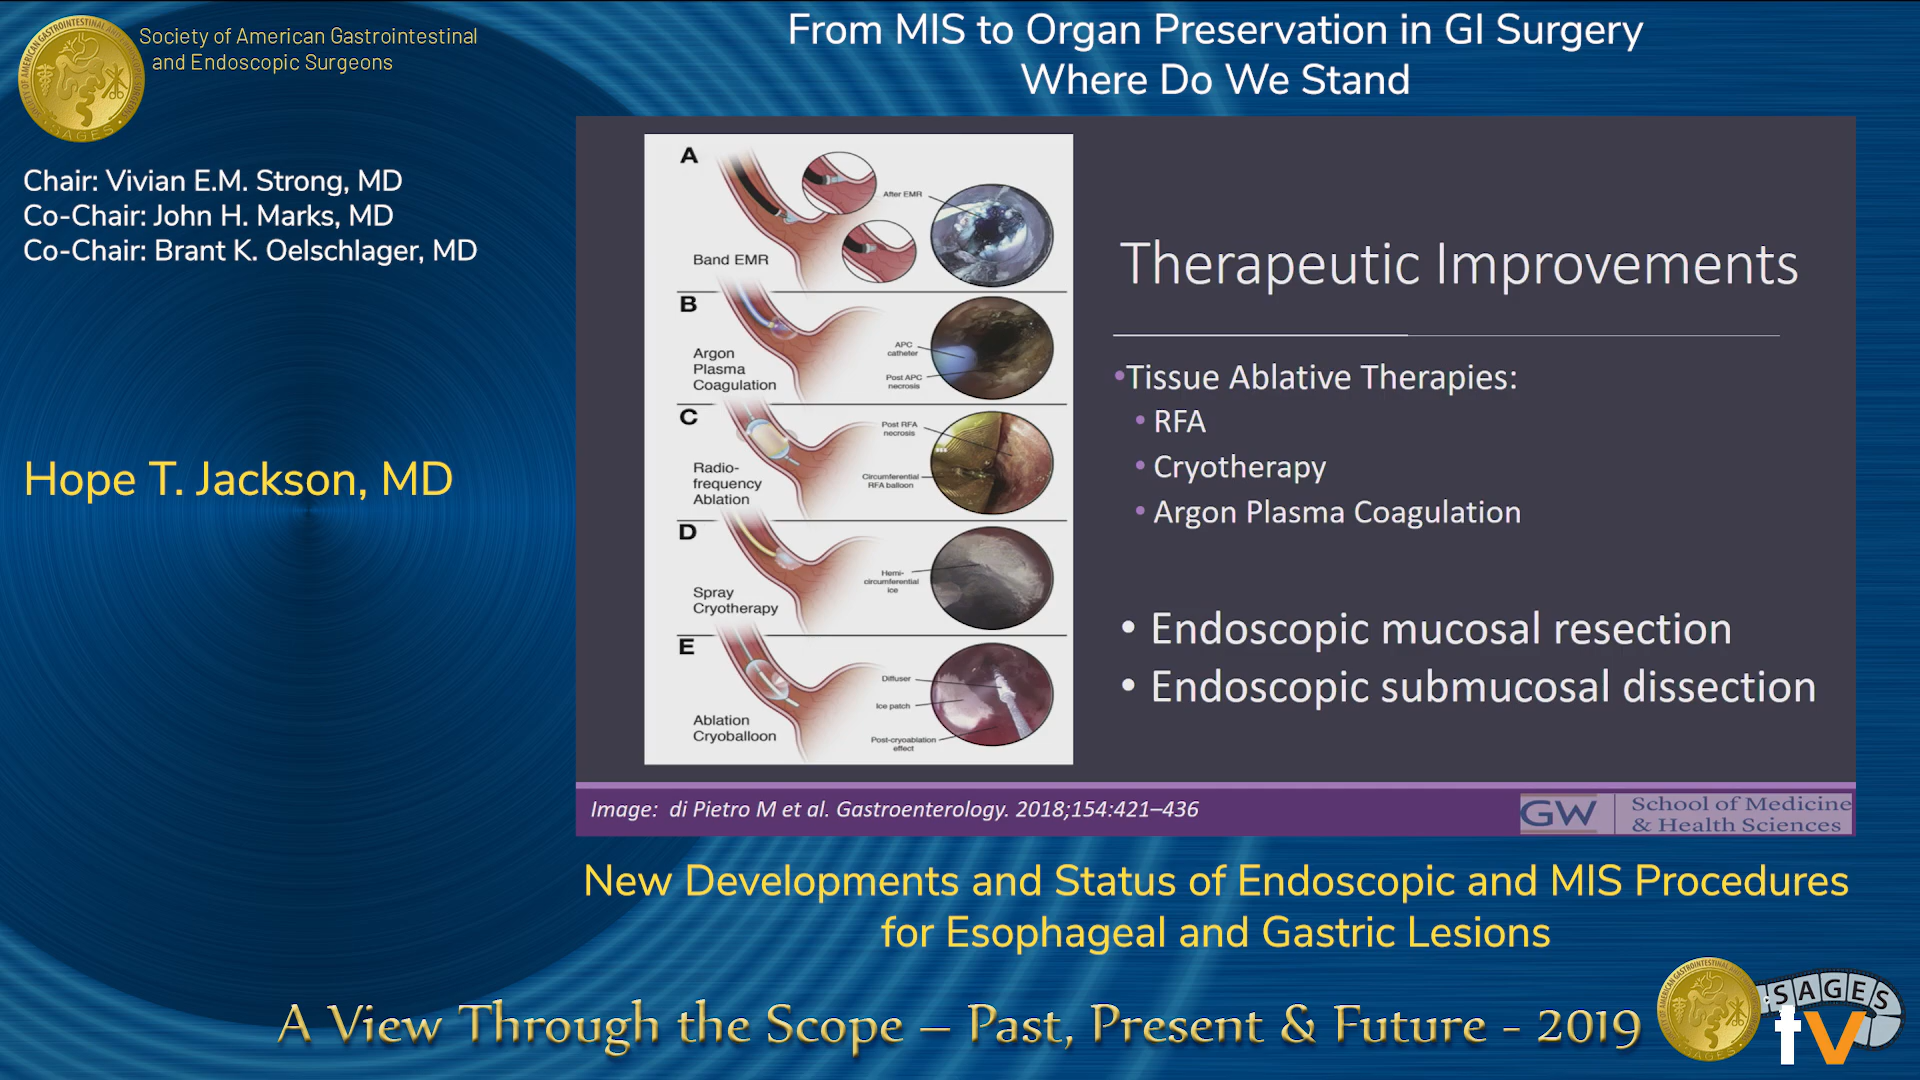 Society of American Gastrointestinal
and Endoscopic Surgeons
From MIS to Organ Preservation in GI Surgery
Where Do We Stand
Chair: Vivian E.M. Strong, MD
Co-Chair: John H. Marks, MD
Co-Chair: Brant K. Oelschlager, MD
Hope T. Jackson, MD
A
After EMR
Band EMR
B
Argon
Plasma
Coagulation
APC
catheter
Post APC
necrosis
C
Radio-
frequency
Ablation
Post RFA
necrosis
Circumferential
RFA balloon
D
Spray
Cryotherapy
Hemi-
circumferential
ice
E
Ablation
Cryoballoon
Diffuser
Ice patch
Post-cryoablation
effect
Therapeutic Improvements
•Tissue Ablative Therapies:
• RFA
• Cryotherapy
• Argon Plasma Coagulation
• Endoscopic mucosal resection
• Endoscopic submucosal dissection
Image: di Pietro M et al. Gastroenterology. 2018;154:421–436
GW
School of Medicine
& Health Sciences
New Developments and Status of Endoscopic and MIS Procedures
for Esophageal and Gastric Lesions
A View Through the Scope – Past, Present & Future - 2019
SAGES
tv